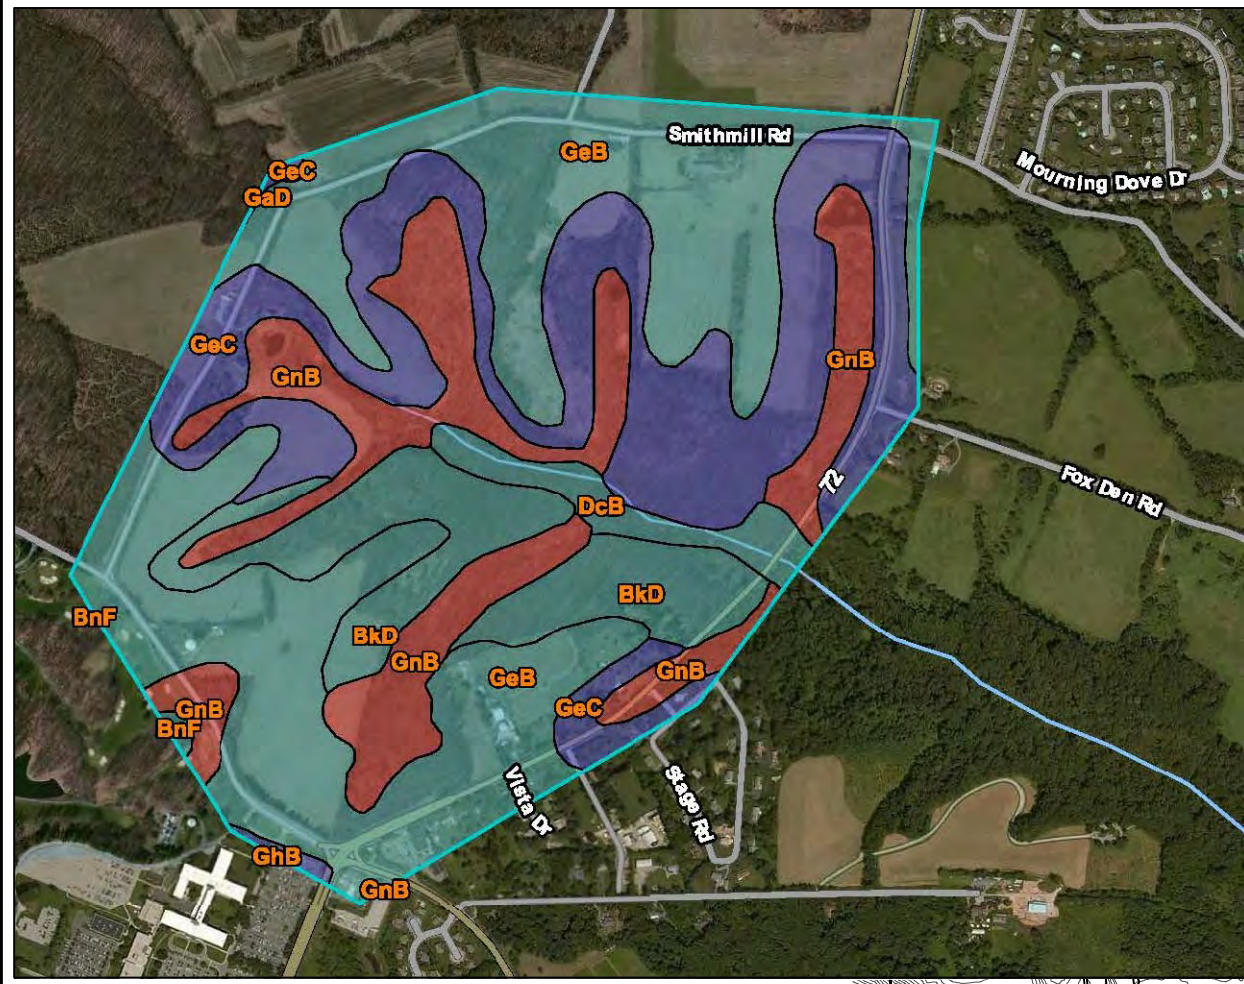 Smithmill Rd
GeB
GeC
Mourning Dove Dr
GaD
GeC
GnB
GnB
72
Fox Den Rd
DcB
BkD
BnF
BkD
GnB
GeB
GnB
GeC
GnB
BnF
Vista Dr
Stage Rd
GhB
GnB